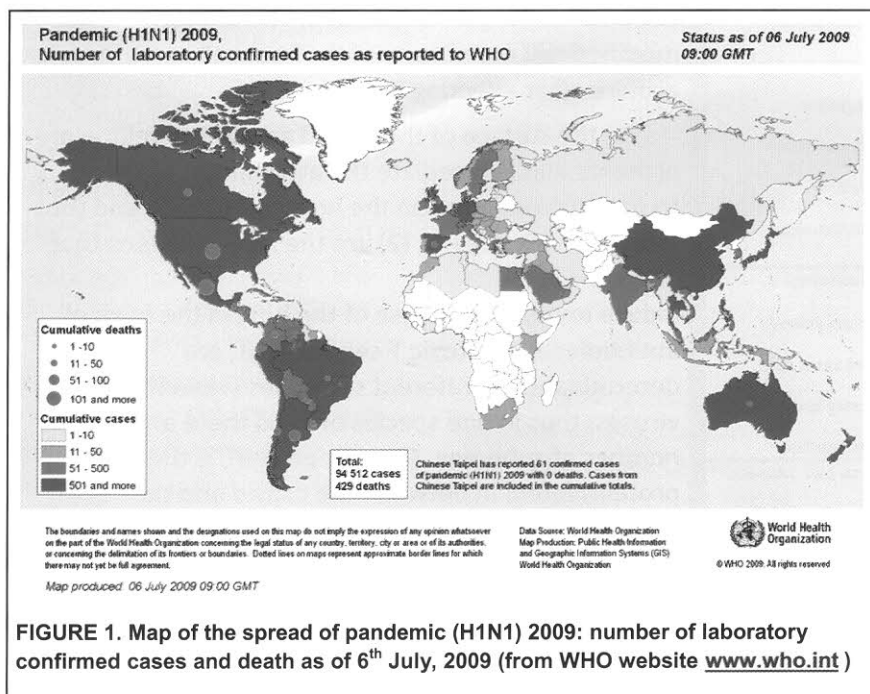 Pandemic (H1N1) 2009,
Number of laboratory confirmed cases as reported to WHO
Status as of 06 July 2009
09:00 GMT
Cumulative deaths
1 -10
11 - 50
51 - 100
101 and more
Cumulative cases
1 -10
11 - 50
51 - 500
501 and more
Total:
94 512 cases
429 deaths
Chinese Taipei has reported 61 confirmed cases
of pandemic (H1N1) 2009 with 0 deaths. Cases from
Chinese Taipei are included in the cumulative totals.
The boundaries and names shown and the designations used on this map do not imply the expression of any opinion whatsoever
on the part of the World Health Organization concerning the legal status of any country, territory, city or area or of its authorities,
or concerning the delimitation of its frontiers or boundaries. Dotted lines on maps represent approximate border lines for which
there may not yet be full agreement.
Map produced: 06 July 2009 09:00 GMT
Data Source: World Health Organization
Map Production: Public Health Information
and Geographic Information Systems (GIS)
World Health Organization
World Health
Organization
© WHO 2009. All rights reserved
FIGURE 1. Map of the spread of pandemic (H1N1) 2009: number of laboratory
confirmed cases and death as of 6th July, 2009 (from WHO website www.who.int )